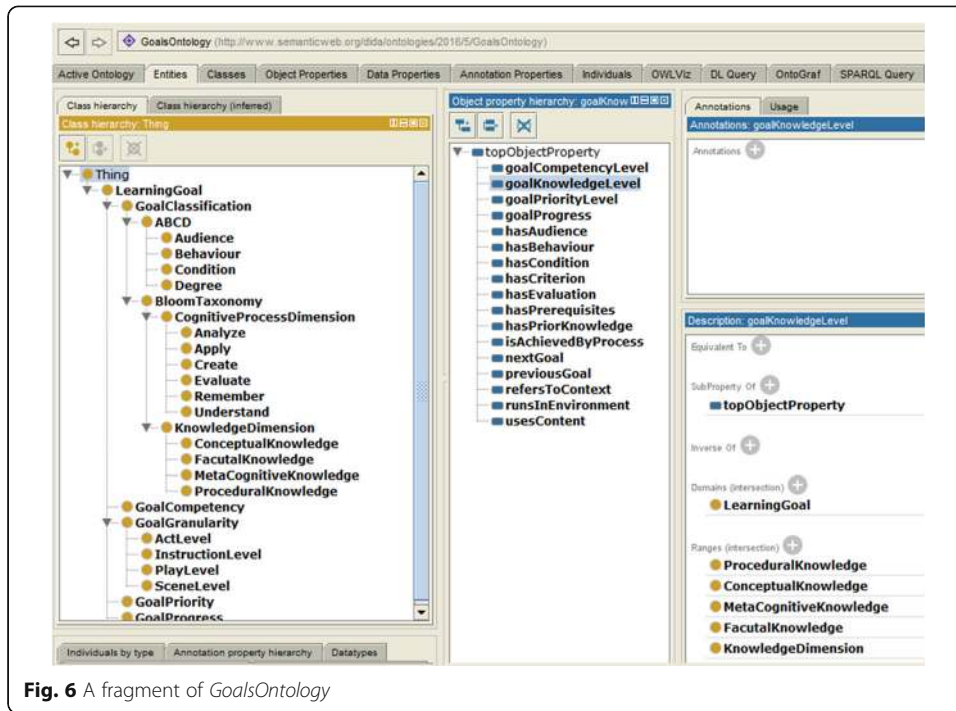 GoalsOntology (http://www.semanticweb.org/dida/ontologies/2016/5/GoalsOntology)
Active Ontology Entities Classes Object Properties Data Properties Annotation Properties Individuals OWLViz DL Query OntoGraf SPARQL Query
Class hierarchy Class hierarchy (inferred)
Class hierarchy: Thing
Thing
LearningGoal
GoalClassification
ABCD
Audience
Behaviour
Condition
Degree
BloomTaxonomy
CognitiveProcessDimension
Analyze
Apply
Create
Evaluate
Remember
Understand
KnowledgeDimension
ConceptualKnowledge
FacutalKnowledge
MetaCognitiveKnowledge
ProceduralKnowledge
GoalCompetency
GoalGranularity
ActLevel
InstructionLevel
PlayLevel
SceneLevel
GoalPriority
GoalProgress
Individuals by type Annotation property hierarchy Datatypes
Object property hierarchy: goalKnow
topObjectProperty
goalCompetencyLevel
goalKnowledgeLevel
goalPriorityLevel
goalProgress
hasAudience
hasBehaviour
hasCondition
hasCriterion
hasEvaluation
hasPrerequisites
hasPriorKnowledge
isAchievedByProcess
nextGoal
previousGoal
refersToContext
runsInEnvironment
usesContent
Annotations Usage
Annotations: goalKnowledgeLevel
Annotations
Description: goalKnowledgeLevel
Equivalent To
SubProperty Of
topObjectProperty
Inverse Of
Domains (intersection)
LearningGoal
Ranges (intersection)
ProceduralKnowledge
ConceptualKnowledge
MetaCognitiveKnowledge
FacutalKnowledge
KnowledgeDimension
Fig. 6 A fragment of GoalsOntology